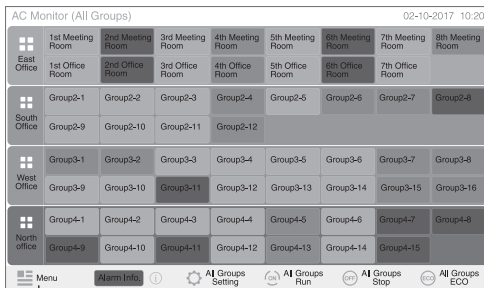 AC Monitor (All Groups) 02-10-2017 10:20
East Office
1st Meeting Room 2nd Meeting Room 3rd Meeting Room 4th Meeting Room 5th Meeting Room 6th Meeting Room 7th Meeting Room 8th Meeting Room
1st Office Room 2nd Office Room 3rd Office Room 4th Office Room 5th Office Room 6th Office Room 7th Office Room
South Office
Group2-1 Group2-2 Group2-3 Group2-4 Group2-5 Group2-6 Group2-7 Group2-8
Group2-9 Group2-10 Group2-11 Group2-12
West Office
Group3-1 Group3-2 Group3-3 Group3-4 Group3-5 Group3-6 Group3-7 Group3-8
Group3-9 Group3-10 Group3-11 Group3-12 Group3-13 Group3-14 Group3-15 Group3-16
North office
Group4-1 Group4-2 Group4-3 Group4-4 Group4-5 Group4-6 Group4-7 Group4-8
Group4-9 Group4-10 Group4-11 Group4-12 Group4-13 Group4-14 Group4-15
Menu Alarm Info. i All Groups Setting ON All Groups Run OFF All Groups Stop ECO All Groups ECO